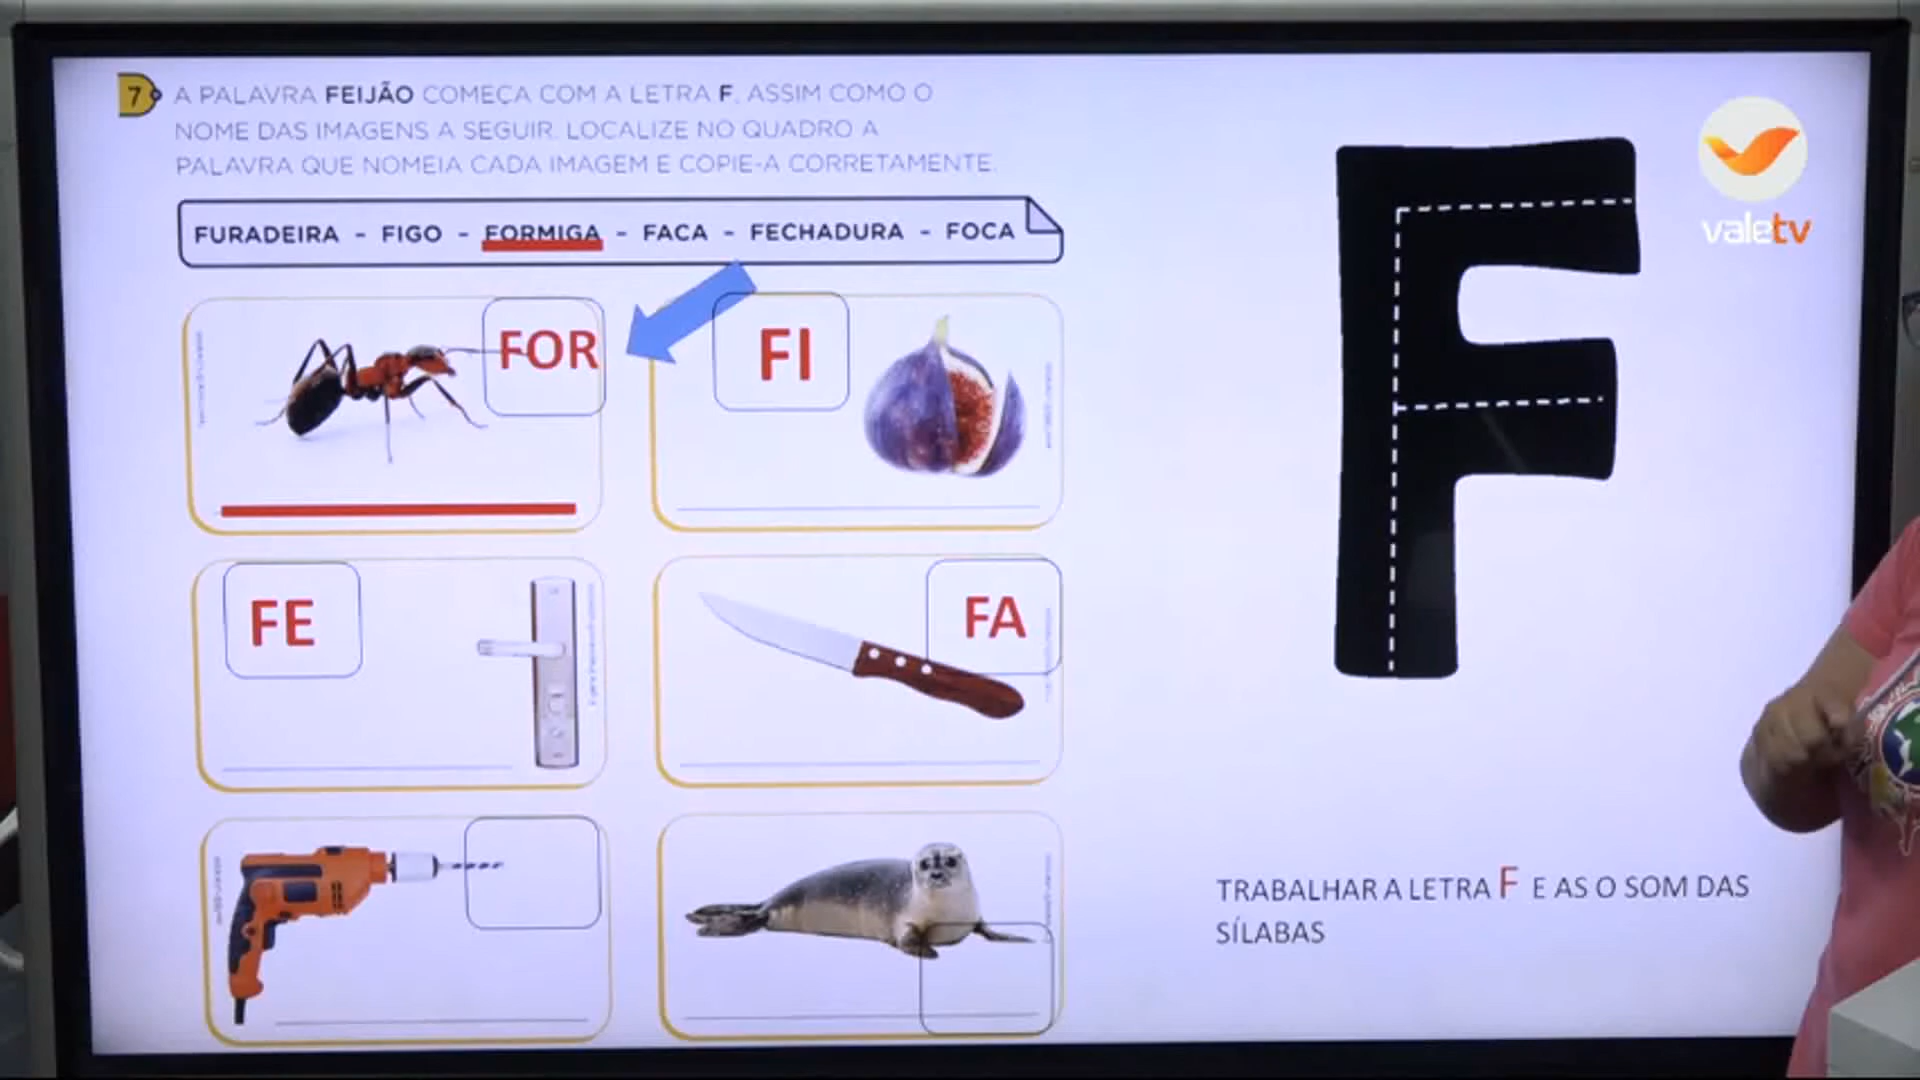 7
A PALAVRA FEIJÃO COMEÇA COM A LETRA F, ASSIM COMO O
NOME DAS IMAGENS A SEGUIR. LOCALIZE NO QUADRO A
PALAVRA QUE NOMEIA CADA IMAGEM E COPIE-A CORRETAMENTE.
FURADEIRA - FIGO - FORMIGA - FACA - FECHADURA - FOCA
FOR
FI
FE
FA
F
valetv
TRABALHAR A LETRA F E AS O SOM DAS
SÍLABAS